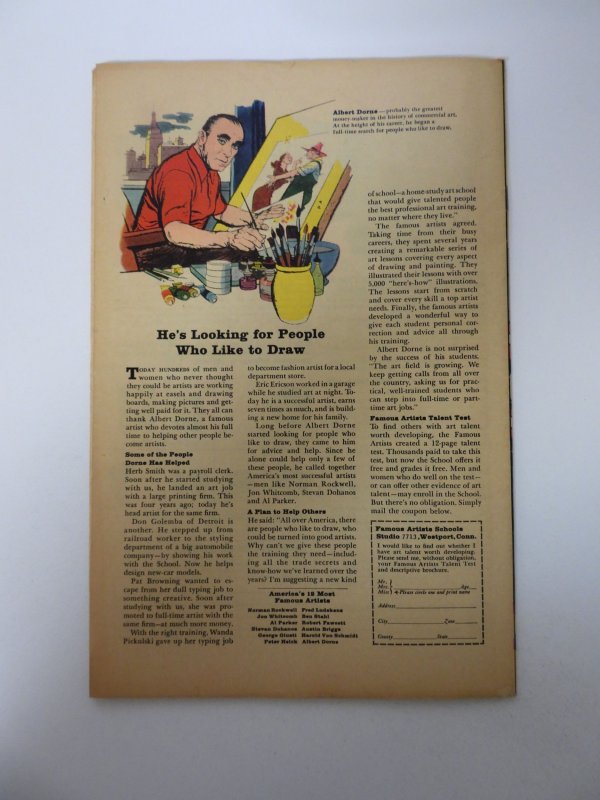 Albert Dorne—probably the greatest
money-maker in the history of commercial art.
At the height of his career, he began a
full-time search for people who like to draw.
He's Looking for People
Who Like to Draw
TODAY HUNDREDS of men and
women who never thought
they could be artists are working
happily at easels and drawing
boards, making pictures and get-
ting well paid for it. They all can
thank Albert Dorne, a famous
artist who devotes almost his full
time to helping other people be-
come artists.
Some of the People
Dorne Has Helped
Herb Smith was a payroll clerk.
Soon after he started studying
with us, he landed an art job
with a large printing firm. This
was four years ago; today he's
head artist for the same firm.
Don Golemba of Detroit is
another. He stepped up from
railroad worker to the styling
department of a big automobile
company—by showing his work
with the School. Now he helps
design new-car models.
Pat Browning wanted to es-
cape from her dull typing job to
something creative. Soon after
studying with us, she was pro-
moted to full-time artist with the
same firm—at much more money.
With the right training, Wanda
Pickulski gave up her typing job
to become fashion artist for a local
department store.
Eric Ericson worked in a garage
while he studied art at night. To-
day he is a successful artist, earns
seven times as much, and is build-
ing a new home for his family.
Long before Albert Dorne
started looking for people who
like to draw, they came to him
for advice and help. Since he
alone could help only a few of
these people, he called together
America's most successful artists
—men like Norman Rockwell,
Jon Whitcomb, Stevan Dohanos
and Al Parker.
A Plan to Help Others
He said: "All over America, there
are people who like to draw, who
could be turned into good artists.
Why can't we give these people
the training they need—includ-
ing all the trade secrets and
know-how we've learned over the
years? I'm suggesting a new kind
America's 12 Most
Famous Artists
Norman Rockwell Fred Ludekens
Jon Whitcomb Ben Stahl
Al Parker Robert Fawcett
Stevan Dohanos Austin Briggs
George Giusti Harold Von Schmidt
Peter Helck Albert Dorne
of school—a home-study art school
that would give talented people
the best professional art training,
no matter where they live."
The famous artists agreed.
Taking time from their busy
careers, they spent several years
creating a remarkable series of
art lessons covering every aspect
of drawing and painting. They
illustrated their lessons with over
5,000 "here's-how" illustrations.
The lessons start from scratch
and cover every skill a top artist
needs. Finally, the famous artists
developed a wonderful way to
give each student personal cor-
rection and advice all through
his training.
Albert Dorne is not surprised
by the success of his students.
"The art field is growing. We
keep getting calls from all over
the country, asking us for prac-
tical, well-trained students who
can step into full-time or part-
time art jobs."
Famous Artists Talent Test
To find others with art talent
worth developing, the Famous
Artists created a 12-page talent
test. Thousands paid to take this
test, but now the School offers it
free and grades it free. Men and
women who do well on the test—
or can offer other evidence of art
talent—may enroll in the School.
But there's no obligation. Simply
mail the coupon below.
Famous Artists Schools
Studio 7713, Westport, Conn.
I would like to find out whether I
have art talent worth developing.
Please send me, without obligation,
your Famous Artists Talent Test
and descriptive brochure.
Mr.
Mrs. Age
Miss Please circle one and print name
Address
City Zone
County State